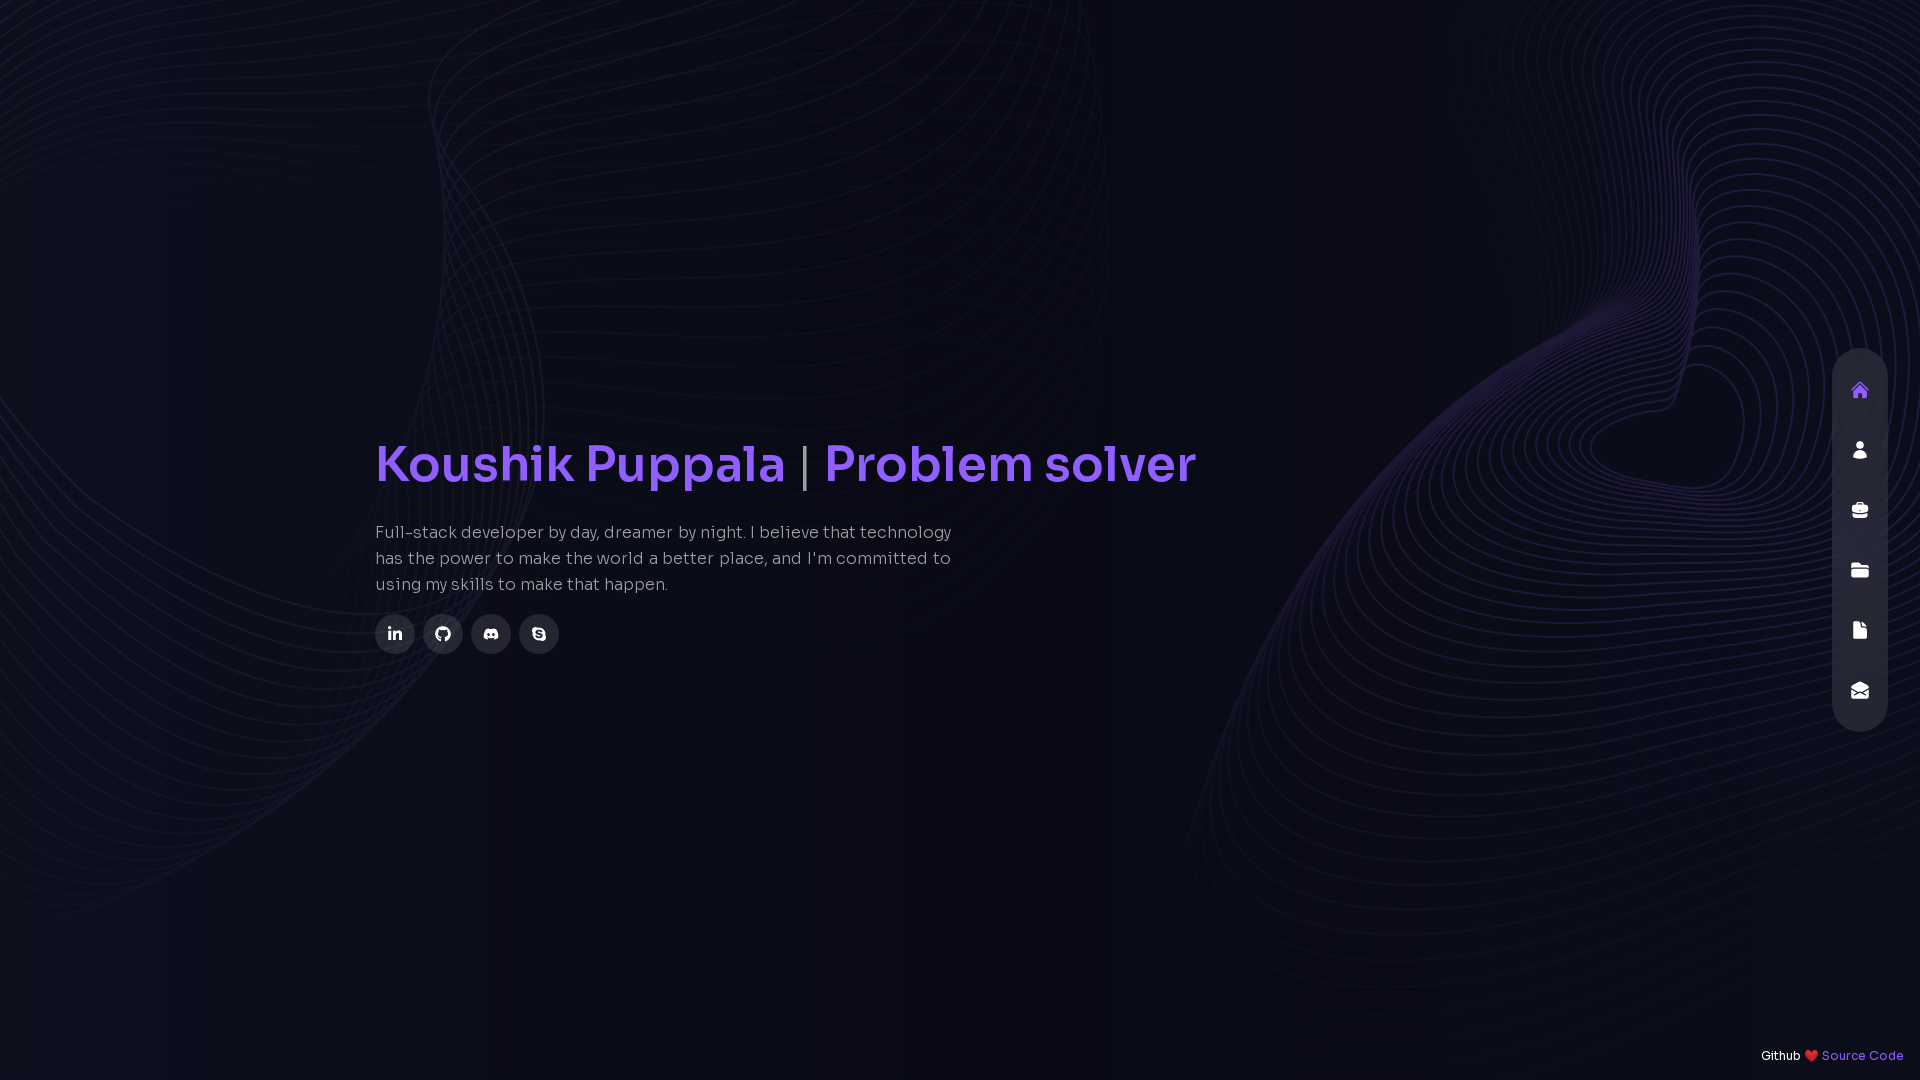 Koushik Puppala | Problem solver
Full-stack developer by day, dreamer by night. I believe that technology
has the power to make the world a better place, and I'm committed to
using my skills to make that happen.
Github ❤️ Source Code